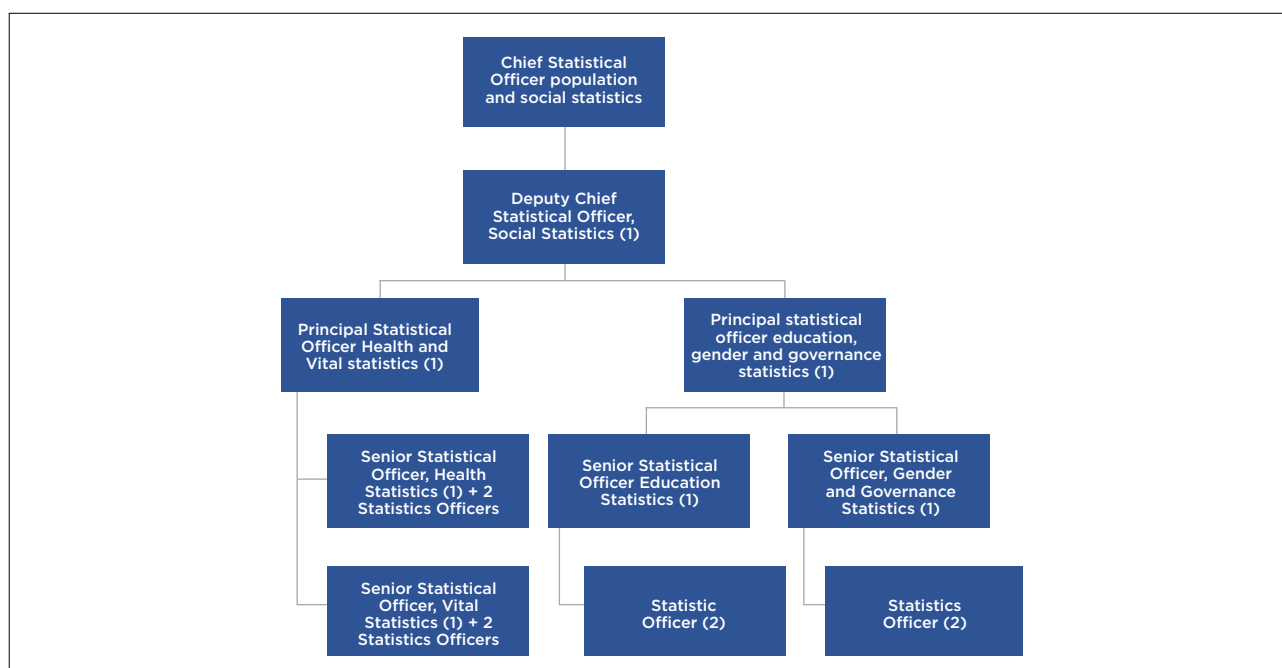 Chief Statistical
Officer population
and social statistics
Deputy Chief
Statistical Officer,
Social Statistics (1)
Principal Statistical
Officer Health and
Vital statistics (1)
Principal statistical
officer education,
gender and governance
statistics (1)
Senior Statistical
Officer, Health
Statistics (1) + 2
Statistics Officers
Senior Statistical
Officer Education
Statistics (1)
Senior Statistical
Officer, Gender
and Governance
Statistics (1)
Senior Statistical
Officer, Vital
Statistics (1) + 2
Statistics Officers
Statistic
Officer (2)
Statistics
Officer (2)